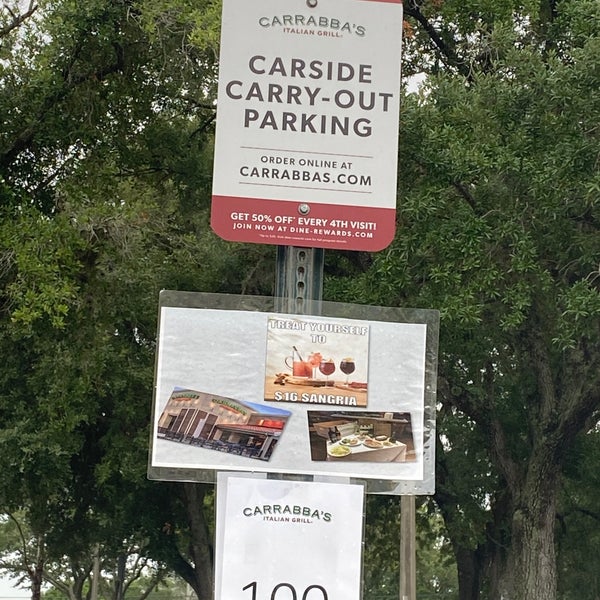 CARRABBA'S
ITALIAN GRILL
CARSIDE
CARRY-OUT
PARKING
ORDER ONLINE AT
CARRABBAS.COM
GET 50% OFF* EVERY 4TH VISIT!
JOIN NOW AT DINE-REWARDS.COM
TREAT YOURSELF
TO
$16 SANGRIA
CARRABBA'S
ITALIAN GRILL
100